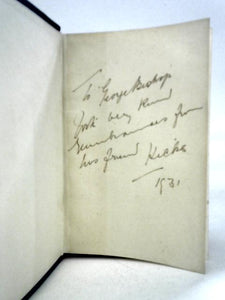 To George Bishop
with very kind
remembrances from
his friend
1931